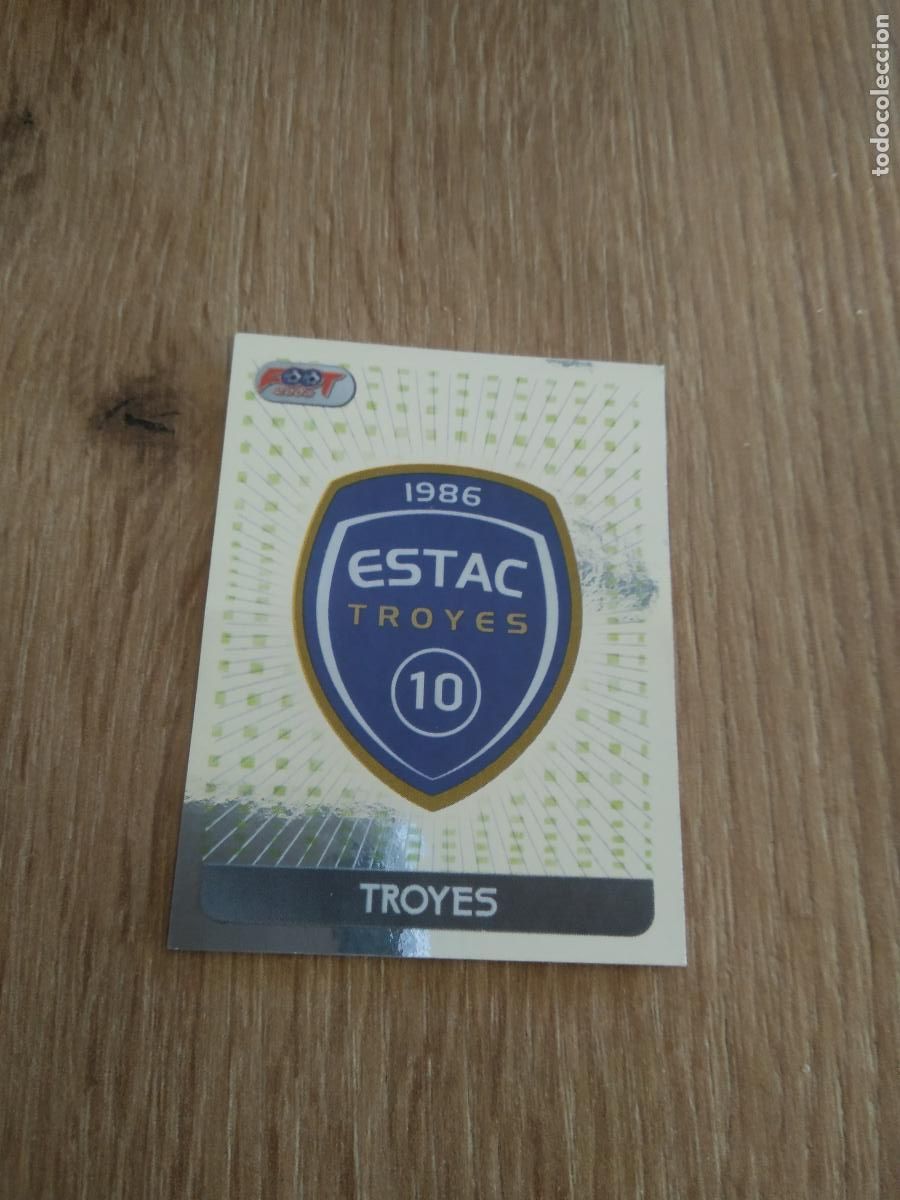 todocoleccion
FOOT
1986
ESTAC
TROYES
10
TROYES